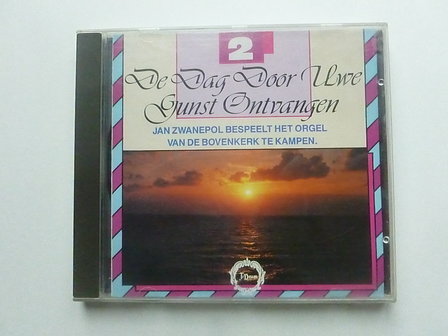 2
De Dag Door Uwe
Gunst Ontvangen
JAN ZWANEPOL BESPEELT HET ORGEL
VAN DE BOVENKERK TE KAMPEN.